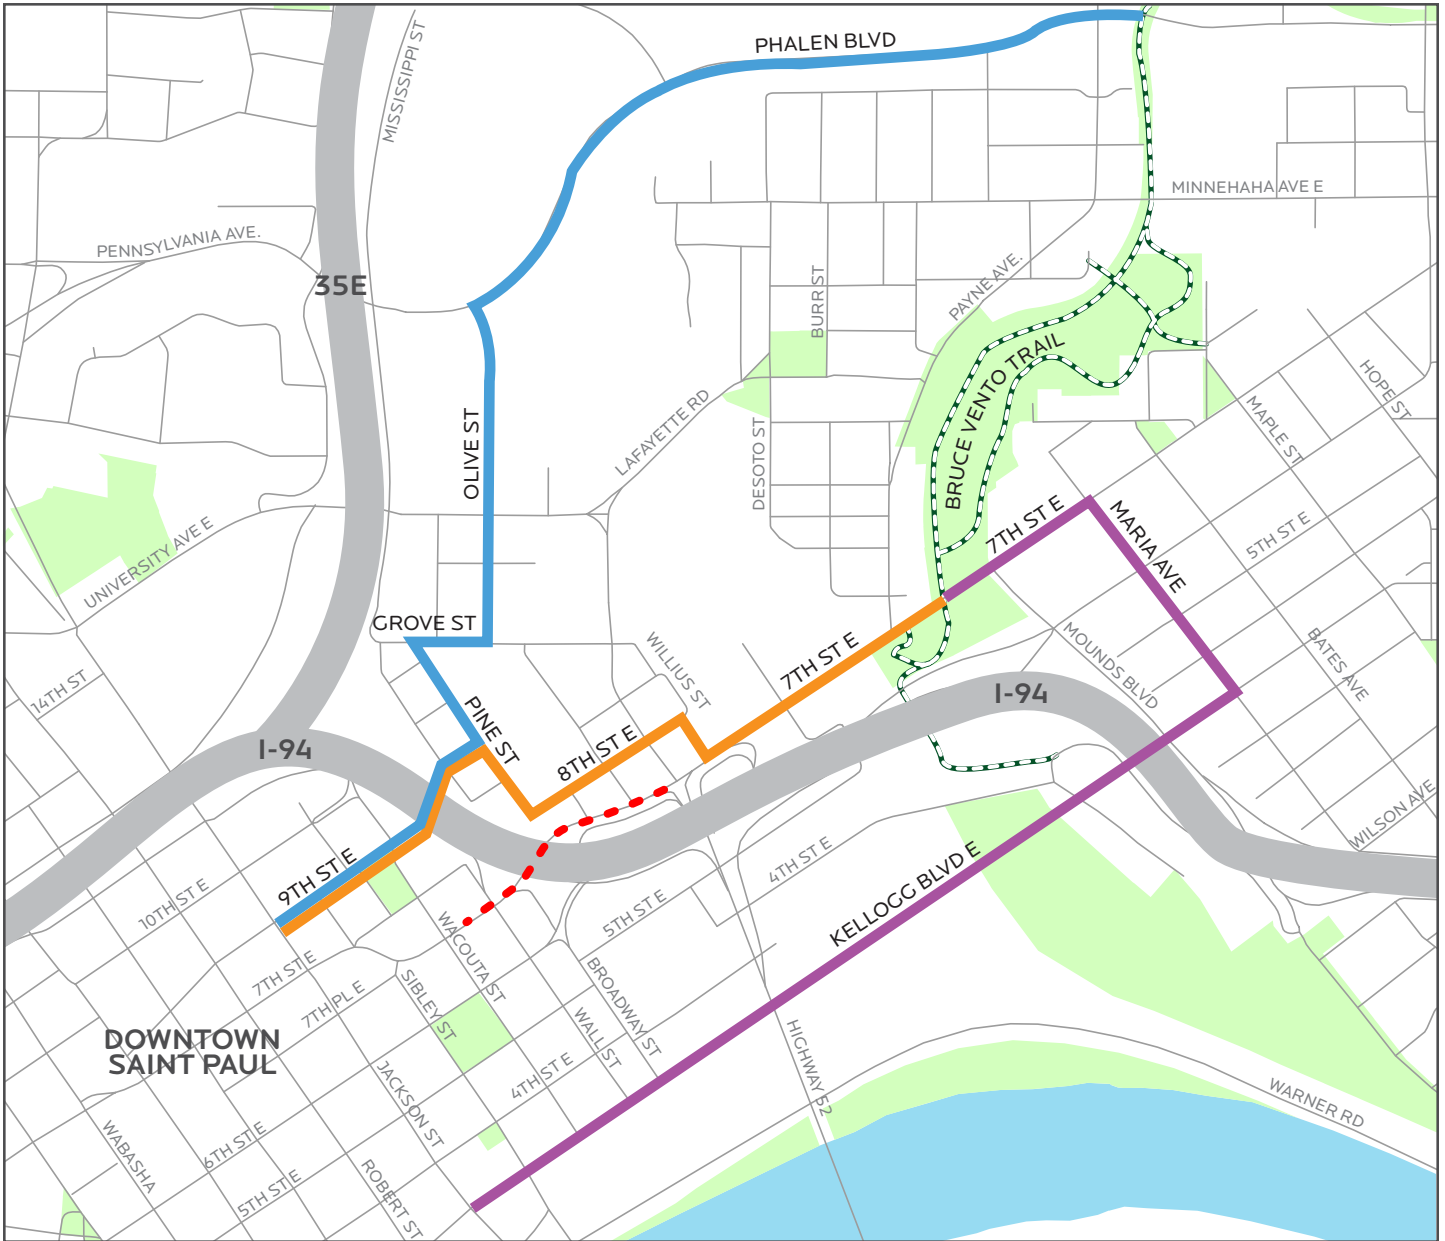 PHALEN BLVD
MISSISSIPPI ST
MINNEHAHA AVE E
PENNSYLVANIA AVE.
35E
BURR ST
PAYNE AVE.
BRUCE VENTO TRAIL
HOPE ST
MAPLE ST
LAFAYETTE RD
OLIVE ST
DESOTO ST
7TH ST E
MARIA AVE
5TH ST E
UNIVERSITY AVE E
GROVE ST
WILLIUS ST
7TH ST E
MOUNDS BLVD
BATES AVE
14TH ST
I-94
I-94
PINE ST
8TH ST E
WILSON AVE
9TH ST E
4TH ST E
KELLOGG BLVD E
10TH ST E
5TH ST E
WACOUTA ST
7TH ST E
7TH PL E
SIBLEY ST
BROADWAY ST
WALL ST
HIGHWAY 52
DOWNTOWN
SAINT PAUL
4TH ST E
JACKSON ST
WARNER RD
WABASHA
6TH ST E
5TH ST E
ROBERT ST